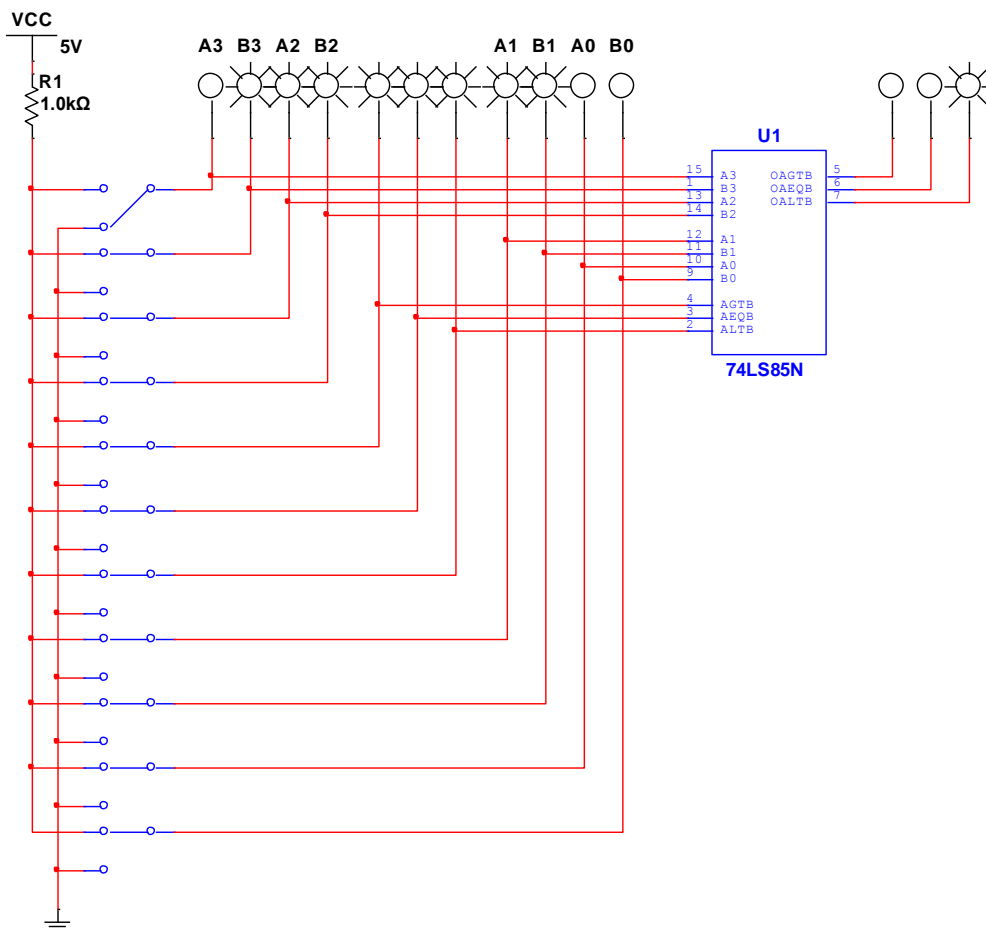 VCC
5V
R1
1.0kΩ
A3 B3 A2 B2 A1 B1 A0 B0
U1
15 A3 OAGTB 5
1 B3 OAEQB 6
13 A2 OALTB 7
14 B2
12 A1
11 B1
10 A0
9 B0
4 AGTB
3 AEQB
2 ALTB
74LS85N